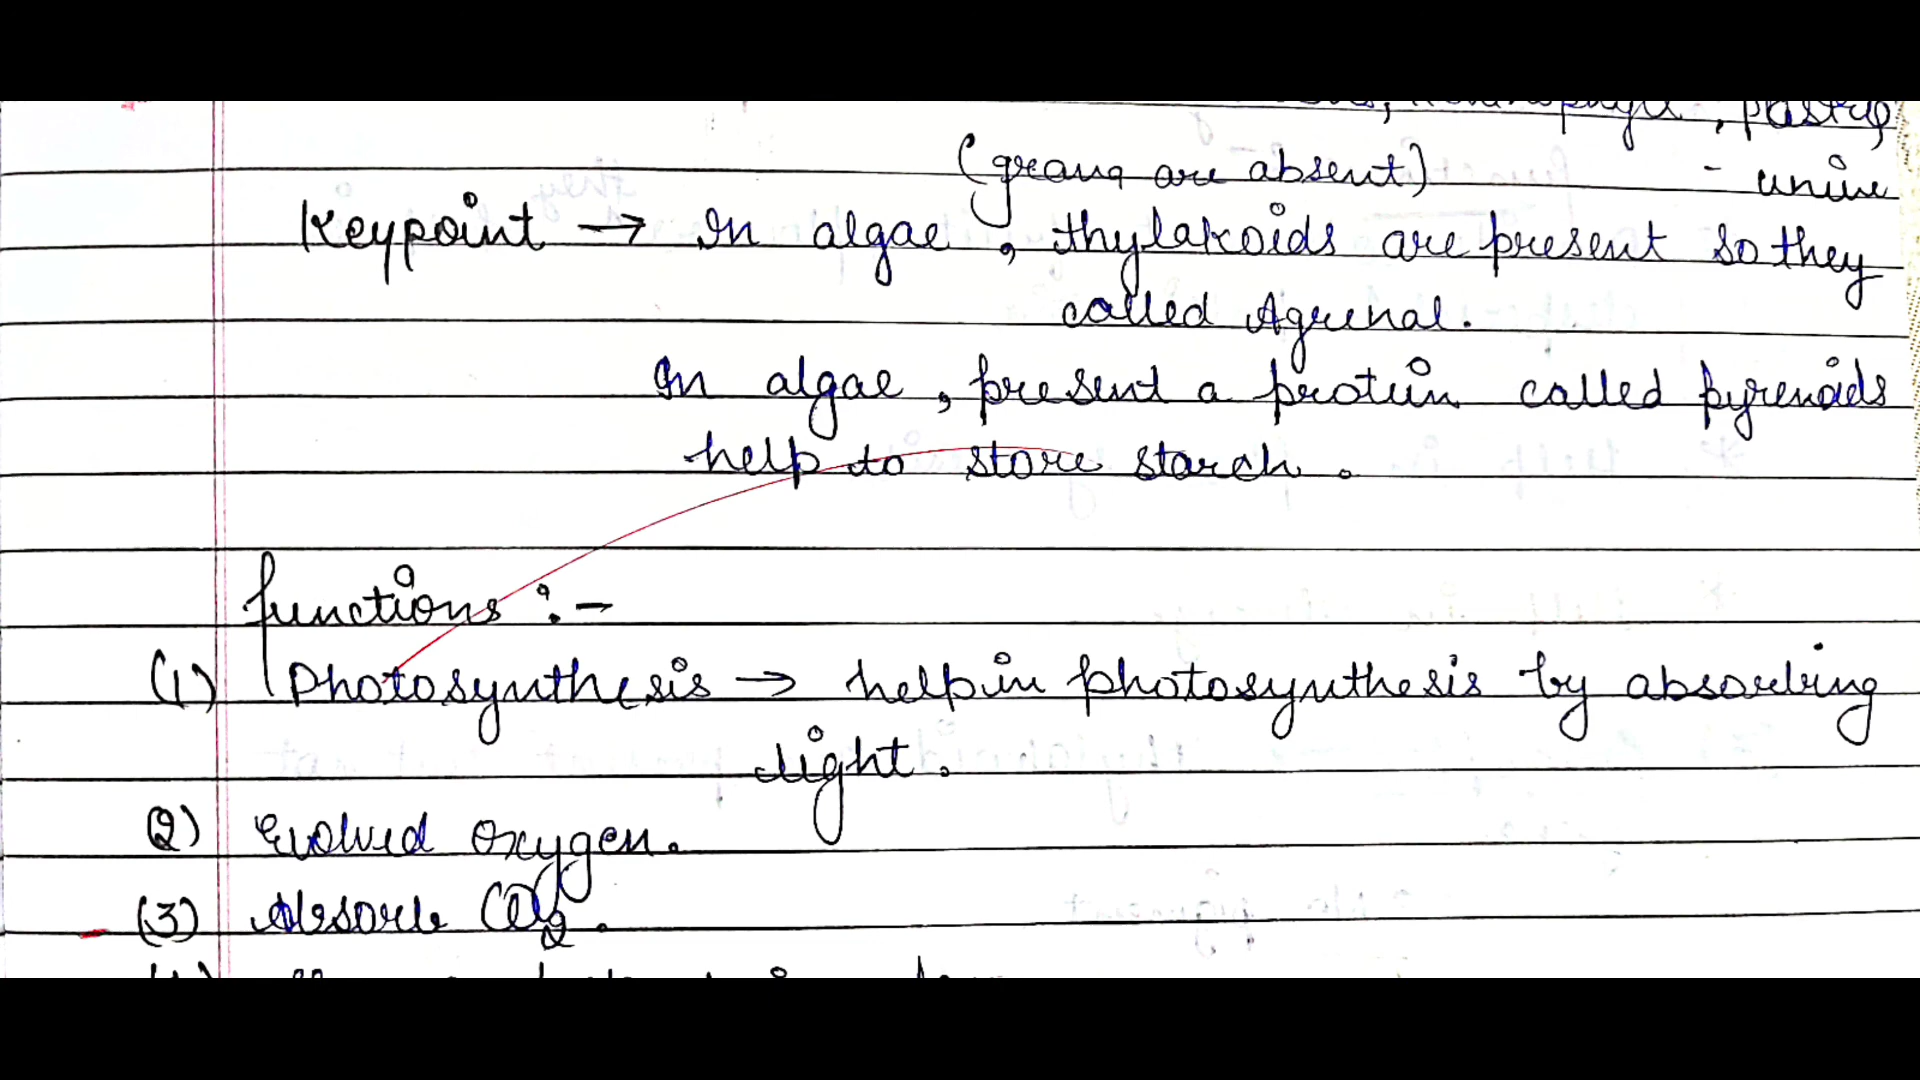 (grana are absent)
Keypoint → In algae, thylakoids are present so they
called Agrenal.
In algae, present a protein called pyrenoids
help to store starch.
functions :-
(1) Photosynthesis → help in photosynthesis by absorbing
light.
(2) Evolved oxygen.
(3) Absorb CO2.